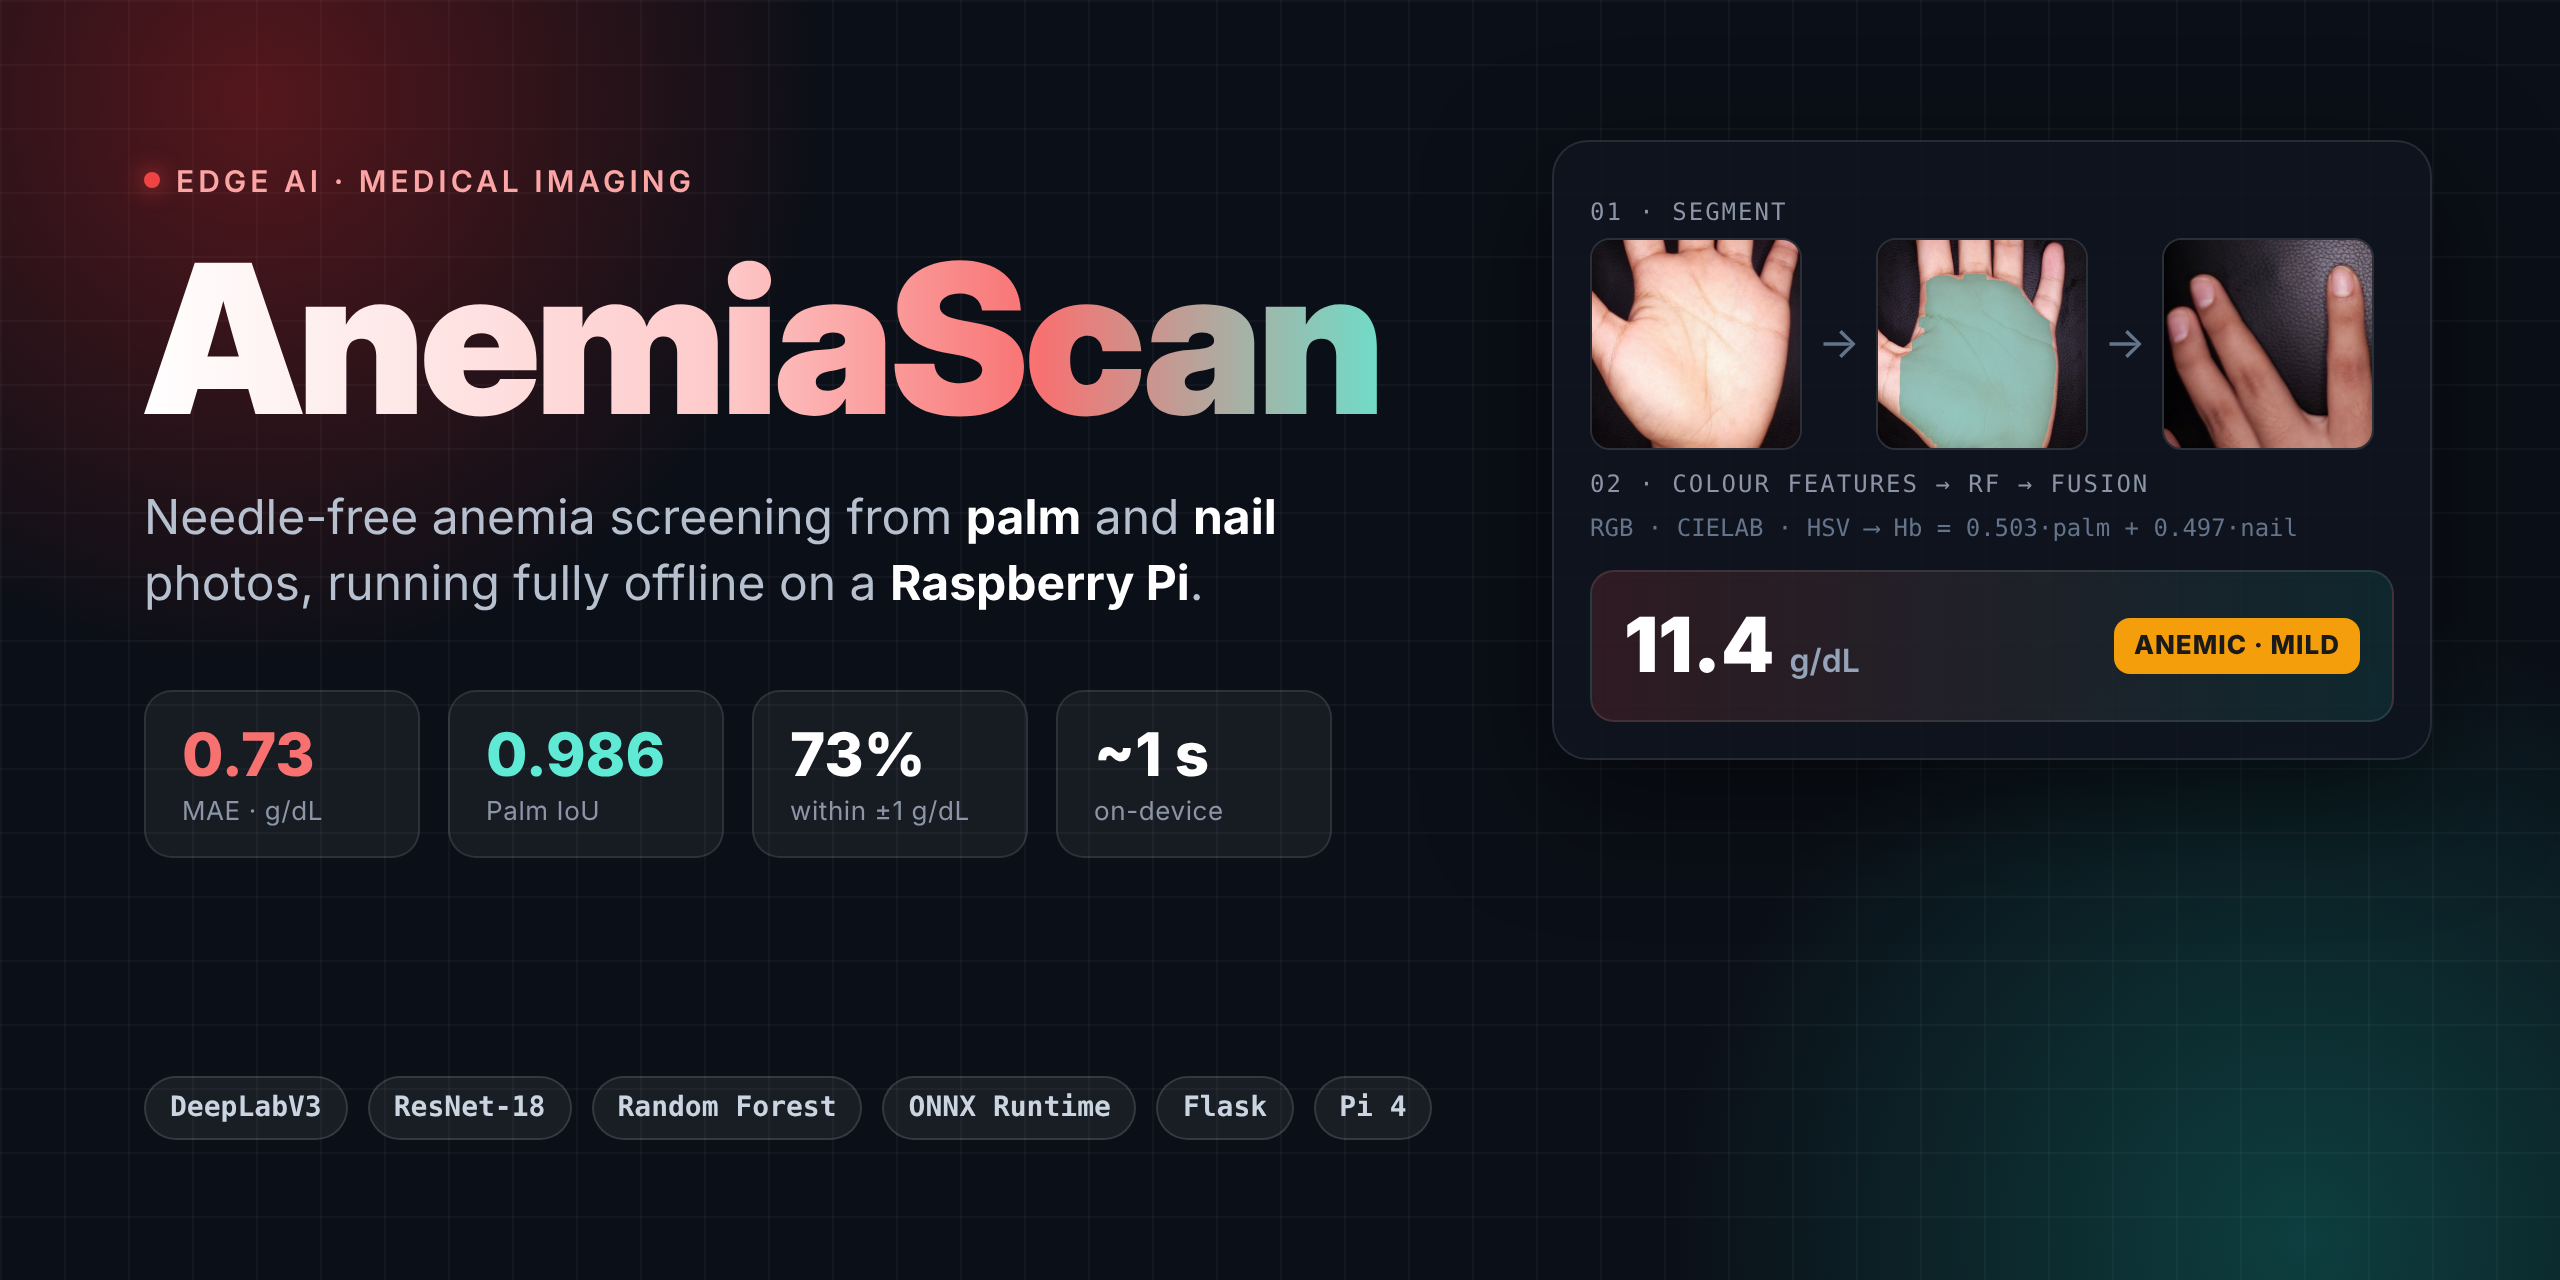 EDGE AI · MEDICAL IMAGING
AnemiaScan
Needle-free anemia screening from palm and nail
photos, running fully offline on a Raspberry Pi.
0.73
MAE · g/dL
0.986
Palm IoU
73%
within ±1 g/dL
~1 s
on-device
DeepLabV3
ResNet-18
Random Forest
ONNX Runtime
Flask
Pi 4
01 · SEGMENT
→ →
02 · COLOUR FEATURES → RF → FUSION
RGB · CIELAB · HSV → Hb = 0.503·palm + 0.497·nail
11.4 g/dL
ANEMIC · MILD